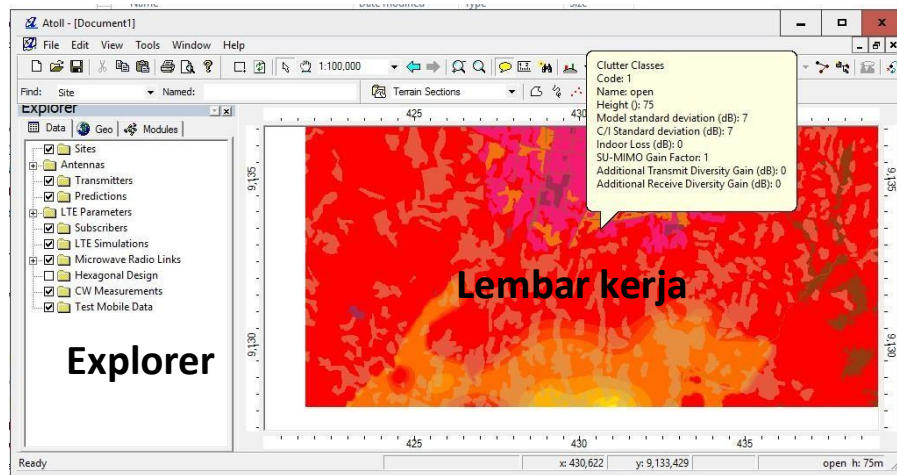 Atoll - [Document1]
File Edit View Tools Window Help
1:100,000
Find: Site Named: Terrain Sections
Explorer
Data Geo Modules
Sites
Antennas
Transmitters
Predictions
LTE Parameters
Subscribers
LTE Simulations
Microwave Radio Links
Hexagonal Design
CW Measurements
Test Mobile Data
Explorer
425 430
9,135
9,130
Clutter Classes
Code: 1
Name: open
Height (): 75
Model standard deviation (dB): 7
C/I Standard deviation (dB): 7
Indoor Loss (dB): 0
SU-MIMO Gain Factor: 1
Additional Transmit Diversity Gain (dB): 0
Additional Receive Diversity Gain (dB): 0
Lembar kerja
9,135
9,130
425 430 435
Ready x: 430,622 y: 9,133,429 open h: 75m